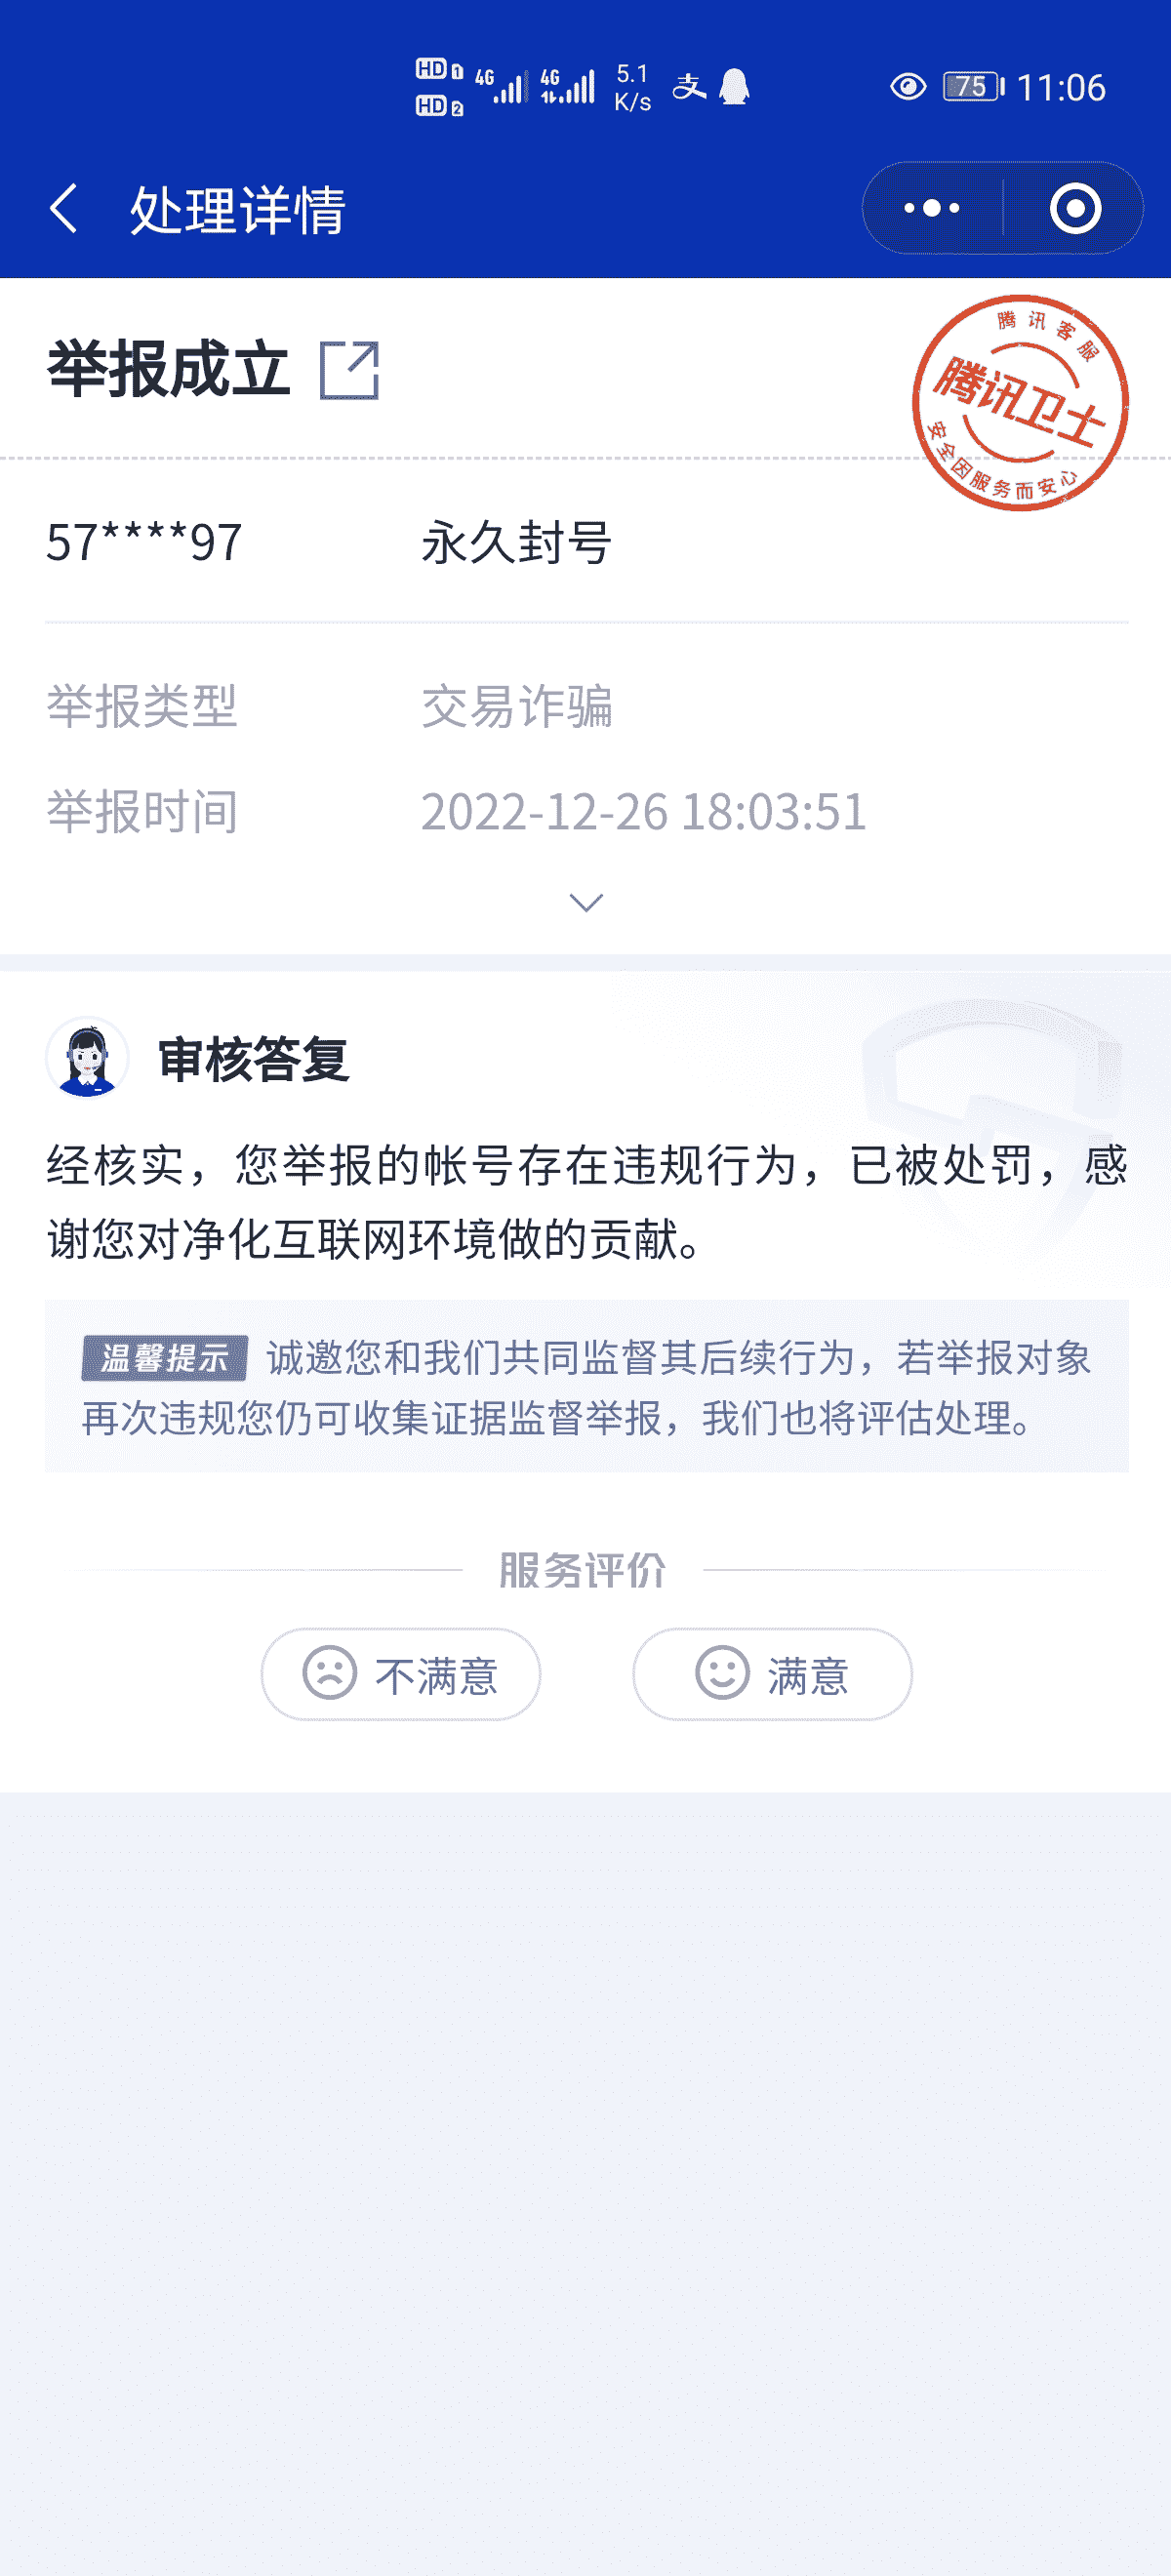 HD 1 4G 4G 5.1 支 75 11:06
HD 2 K/s
处理详情
举报成立
腾讯客服
腾讯卫士
安全因服务而安心
57****97 永久封号
举报类型 交易诈骗
举报时间 2022-12-26 18:03:51
审核答复
经核实，您举报的帐号存在违规行为，已被处罚，感
谢您对净化互联网环境做的贡献。
温馨提示 诚邀您和我们共同监督其后续行为，若举报对象
再次违规您仍可收集证据监督举报，我们也将评估处理。
服务评价
不满意 满意